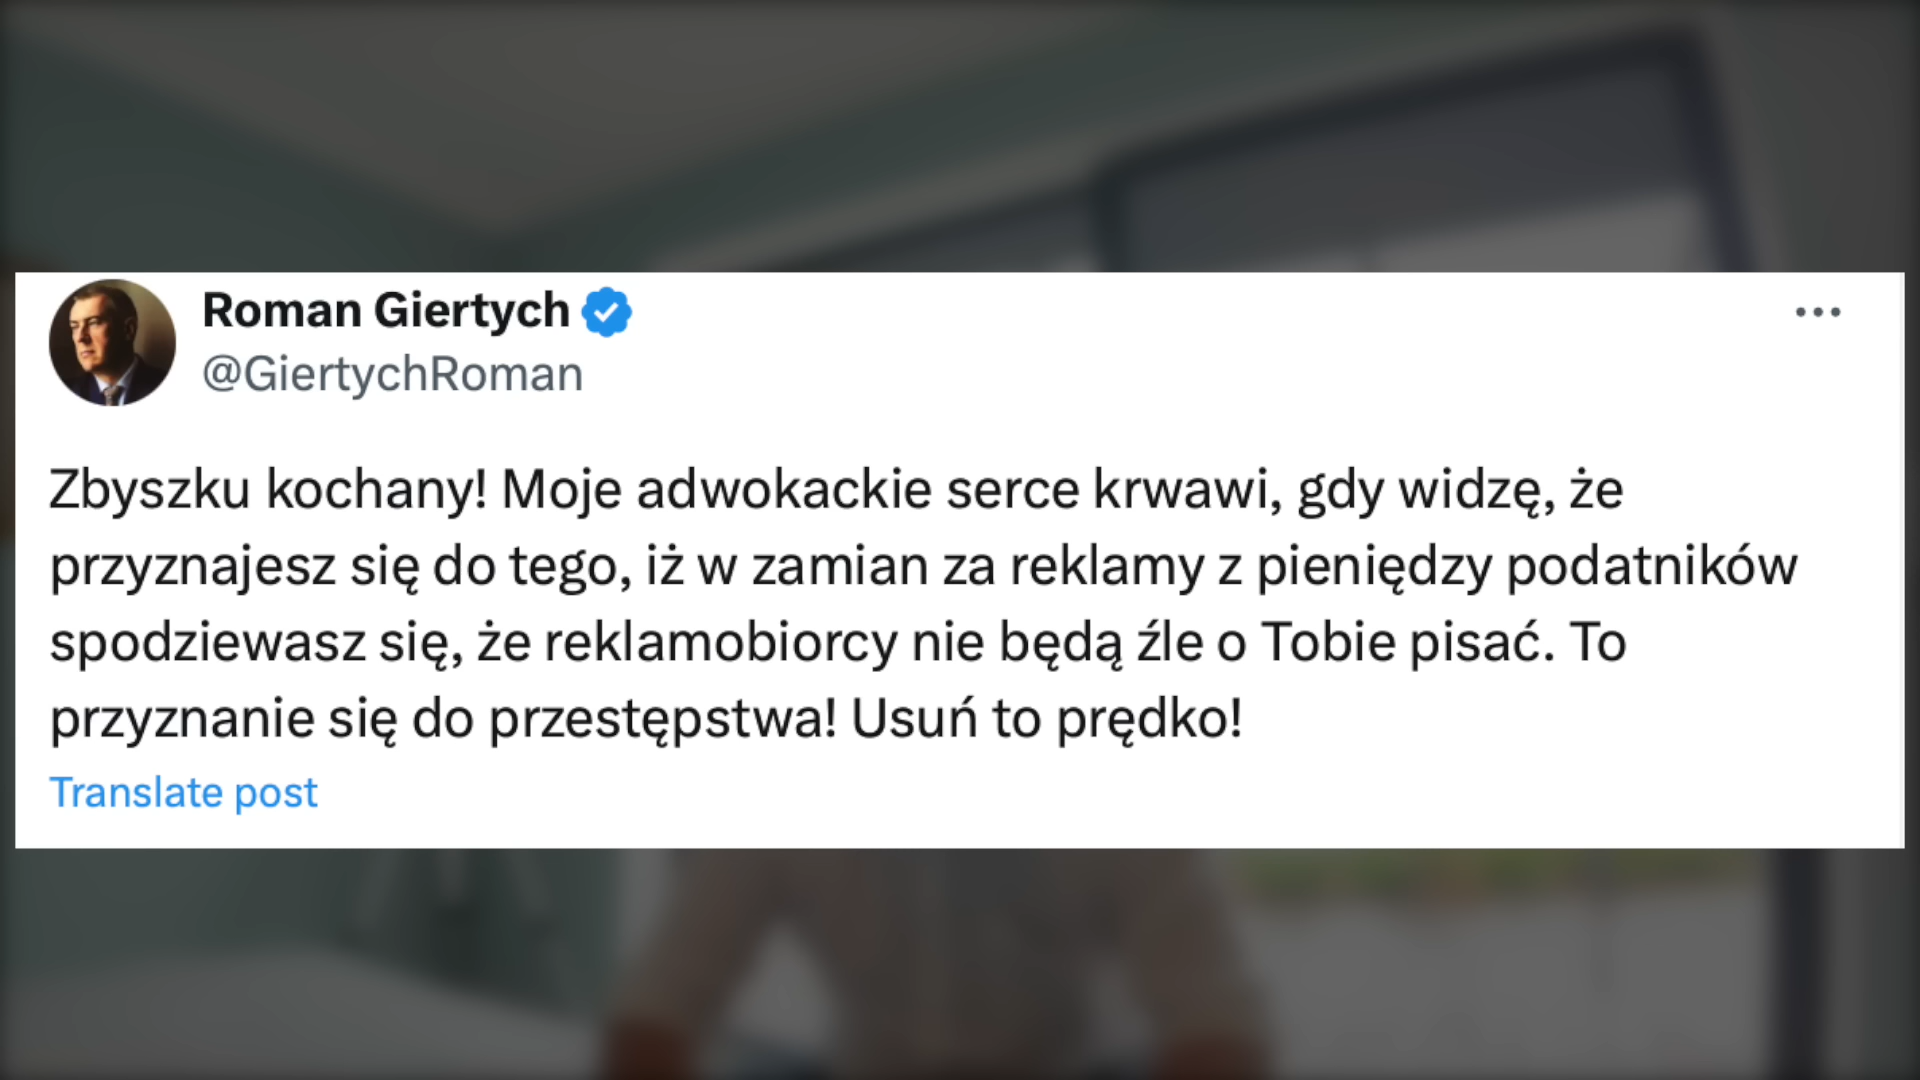 Roman Giertych
@GiertychRoman
Zbyszku kochany! Moje adwokackie serce krwawi, gdy widzę, że
przyznajesz się do tego, iż w zamian za reklamy z pieniędzy podatników
spodziewasz się, że reklamobiorcy nie będą źle o Tobie pisać. To
przyznanie się do przestępstwa! Usuń to prędko!
Translate post